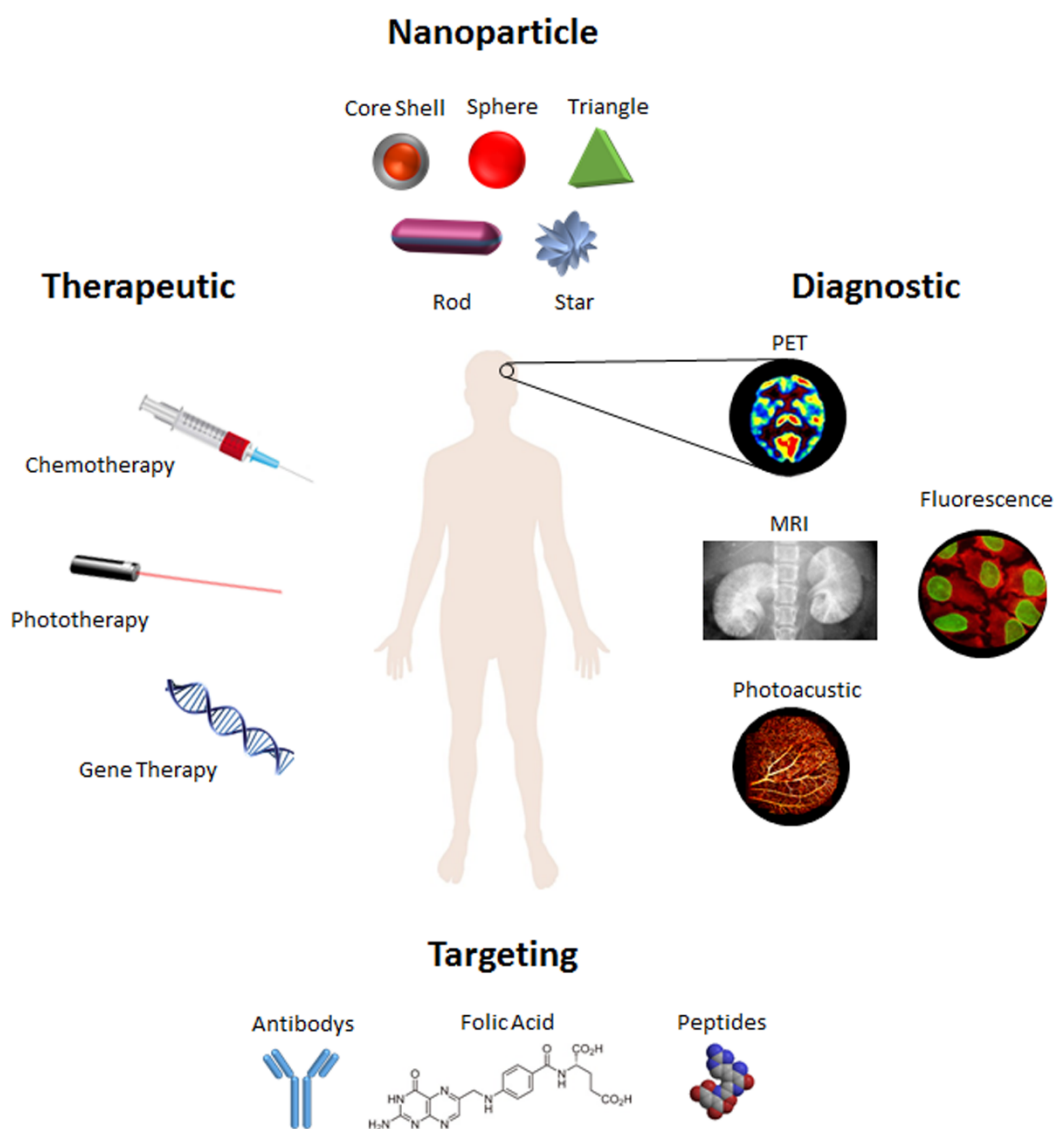 Nanoparticle
Core Shell
Sphere
Triangle
Rod
Star
Therapeutic
Chemotherapy
Phototherapy
Gene Therapy
Diagnostic
PET
MRI
Fluorescence
Photoacustic
Targeting
Antibodys
Folic Acid
Peptides
O
HN
H₂N
N
N
N
N
H
O
N
H
CO₂H
CO₂H